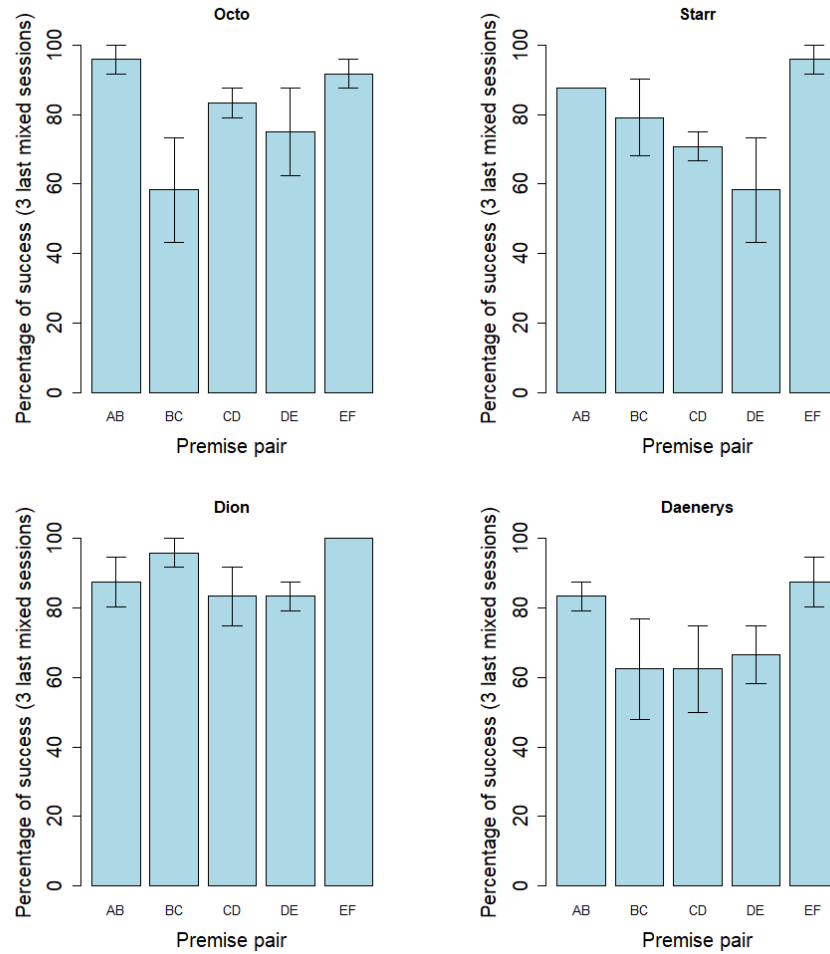 Octo
Percentage of success (3 last mixed sessions)
100
80
60
40
20
0
AB BC CD DE EF
Premise pair
Starr
Percentage of success (3 last mixed sessions)
100
80
60
40
20
0
AB BC CD DE EF
Premise pair
Dion
Percentage of success (3 last mixed sessions)
100
80
60
40
20
0
AB BC CD DE EF
Premise pair
Daenerys
Percentage of success (3 last mixed sessions)
100
80
60
40
20
0
AB BC CD DE EF
Premise pair